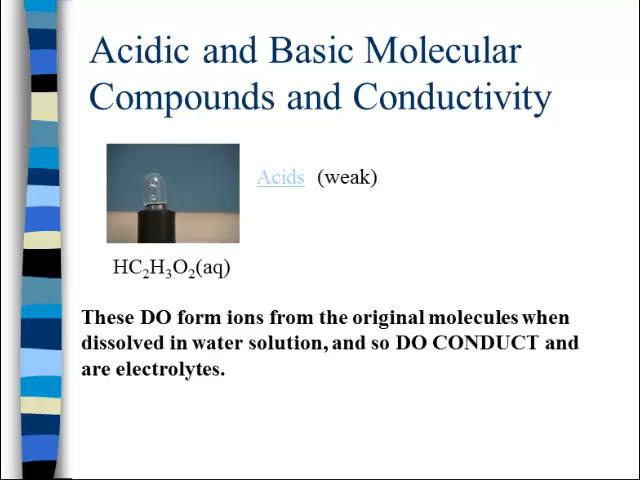 Acidic and Basic Molecular
Compounds and Conductivity
Acids (weak)
HC₂H₃O₂(aq)
These DO form ions from the original molecules when
dissolved in water solution, and so DO CONDUCT and
are electrolytes.